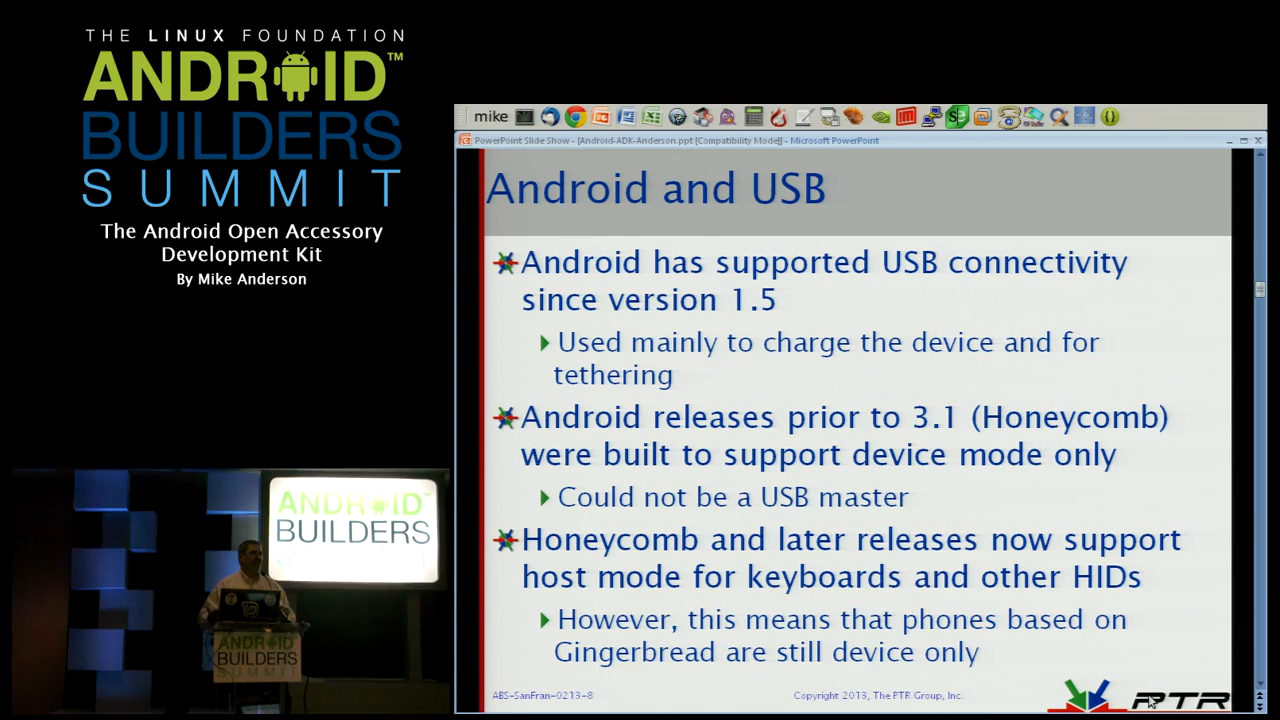 THE LINUX FOUNDATION
ANDROID™
BUILDERS
SUMMIT
The Android Open Accessory
Development Kit
By Mike Anderson
mike
PowerPoint Slide Show - [Android-ADK-Anderson.ppt [Compatibility Mode]] - Microsoft PowerPoint
Android and USB
Android has supported USB connectivity
since version 1.5
Used mainly to charge the device and for
tethering
Android releases prior to 3.1 (Honeycomb)
were built to support device mode only
Could not be a USB master
Honeycomb and later releases now support
host mode for keyboards and other HIDs
However, this means that phones based on
Gingerbread are still device only
ABS-SanFran-0213-8
Copyright 2013, The PTR Group, Inc.
PTR
ANDROID
BUILDERS
ANDROID
BUILDERS
SUMMIT